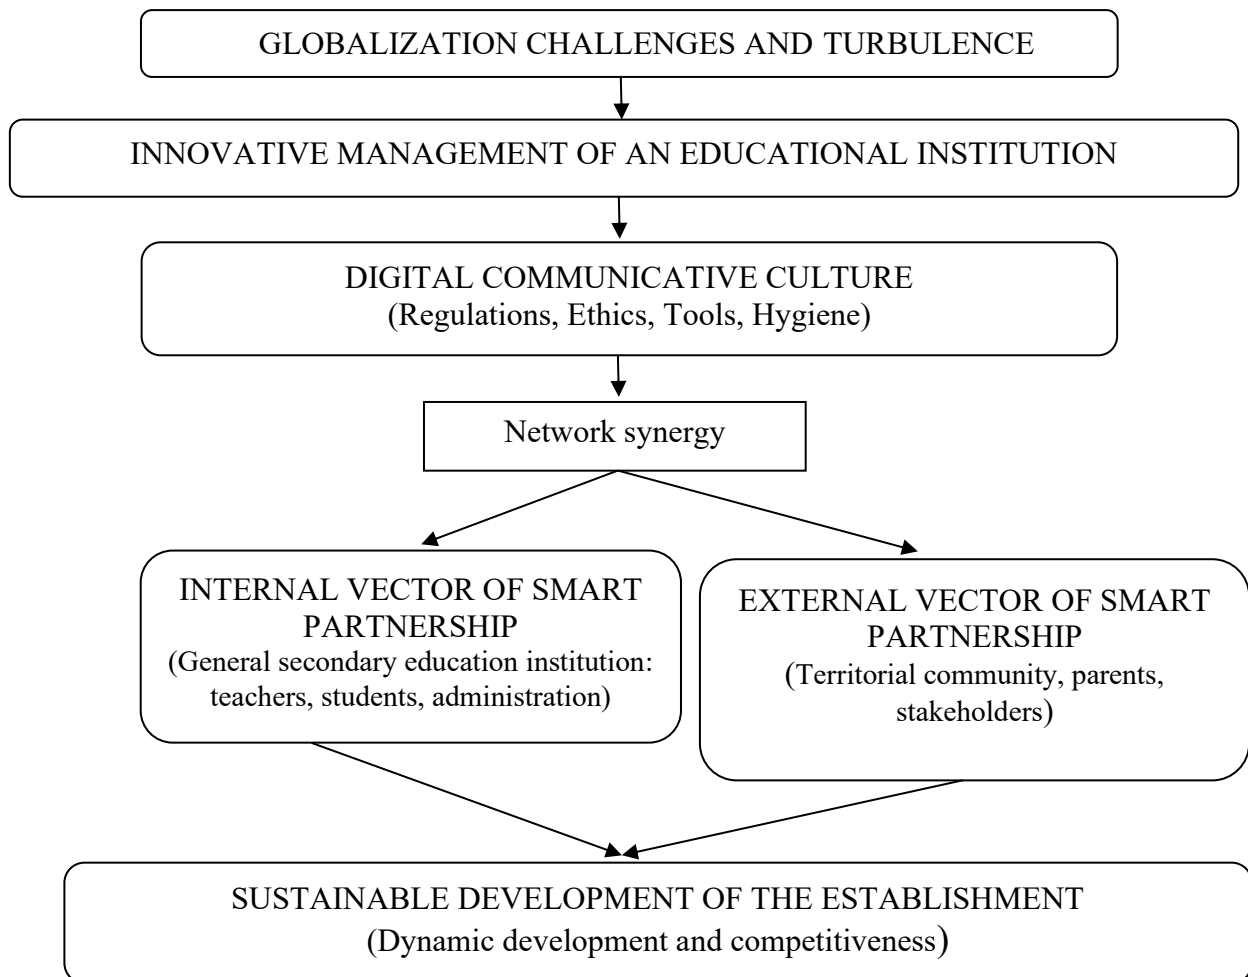 GLOBALIZATION CHALLENGES AND TURBULENCE
INNOVATIVE MANAGEMENT OF AN EDUCATIONAL INSTITUTION
DIGITAL COMMUNICATIVE CULTURE
(Regulations, Ethics, Tools, Hygiene)
Network synergy
INTERNAL VECTOR OF SMART
PARTNERSHIP
(General secondary education institution:
teachers, students, administration)
EXTERNAL VECTOR OF SMART
PARTNERSHIP
(Territorial community, parents,
stakeholders)
SUSTAINABLE DEVELOPMENT OF THE ESTABLISHMENT
(Dynamic development and competitiveness)